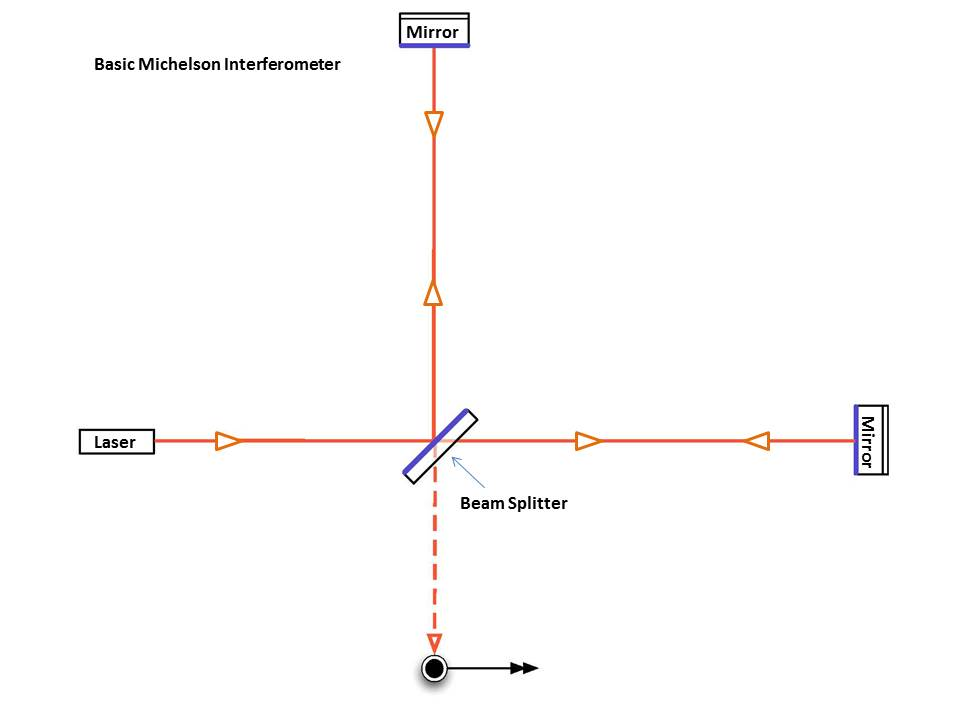 Mirror
Basic Michelson Interferometer
Laser
Mirror
Beam Splitter